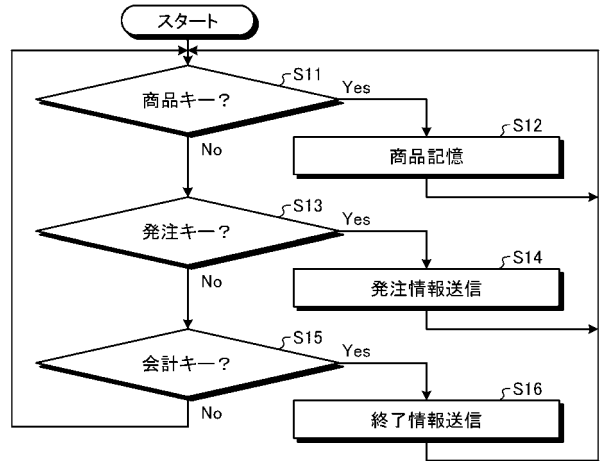 スタート
商品キー?
S11
Yes
No
商品記憶
S12
発注キー?
S13
Yes
No
発注情報送信
S14
会計キー?
S15
Yes
No
終了情報送信
S16